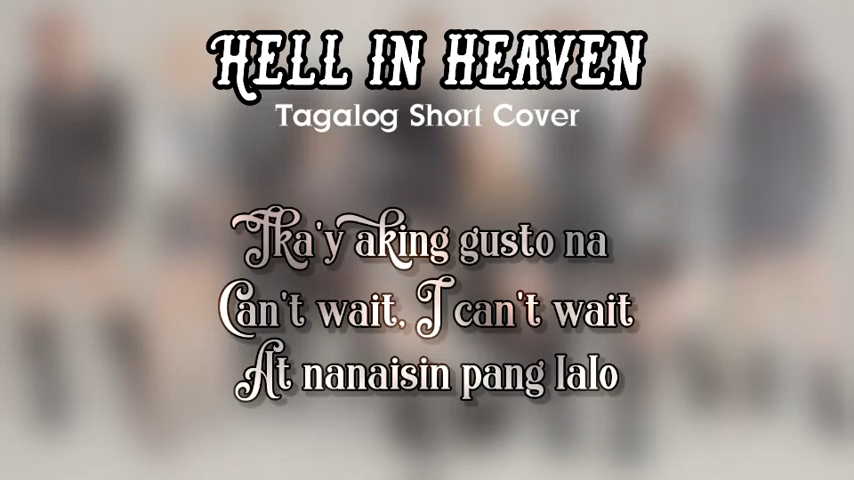 HELL IN HEAVEN
Tagalog Short Cover
Ika'y aking gusto na
Can't wait, I can't wait
At nanaisin pang lalo